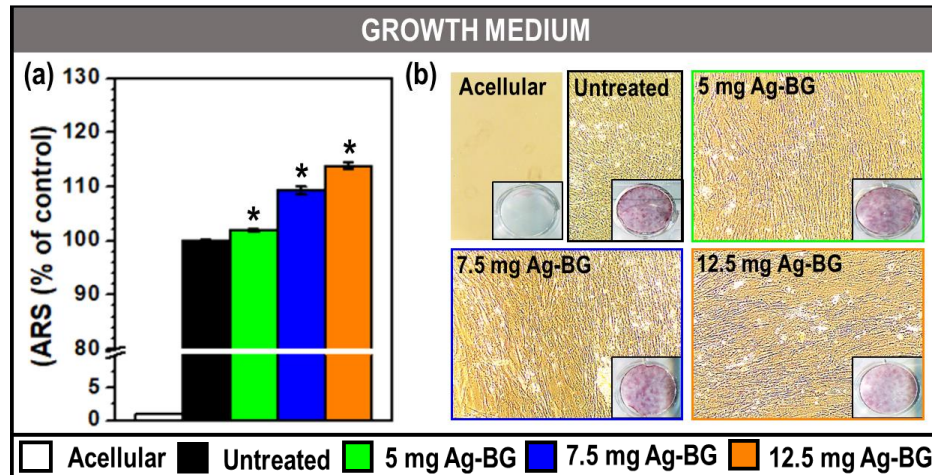 GROWTH MEDIUM
(a)
(ARS (% of control)
130
120
110
100
90
80
5
0
*
*
*
*
(b)
Acellular
Untreated
5 mg Ag-BG
7.5 mg Ag-BG
12.5 mg Ag-BG
Acellular
Untreated
5 mg Ag-BG
7.5 mg Ag-BG
12.5 mg Ag-BG